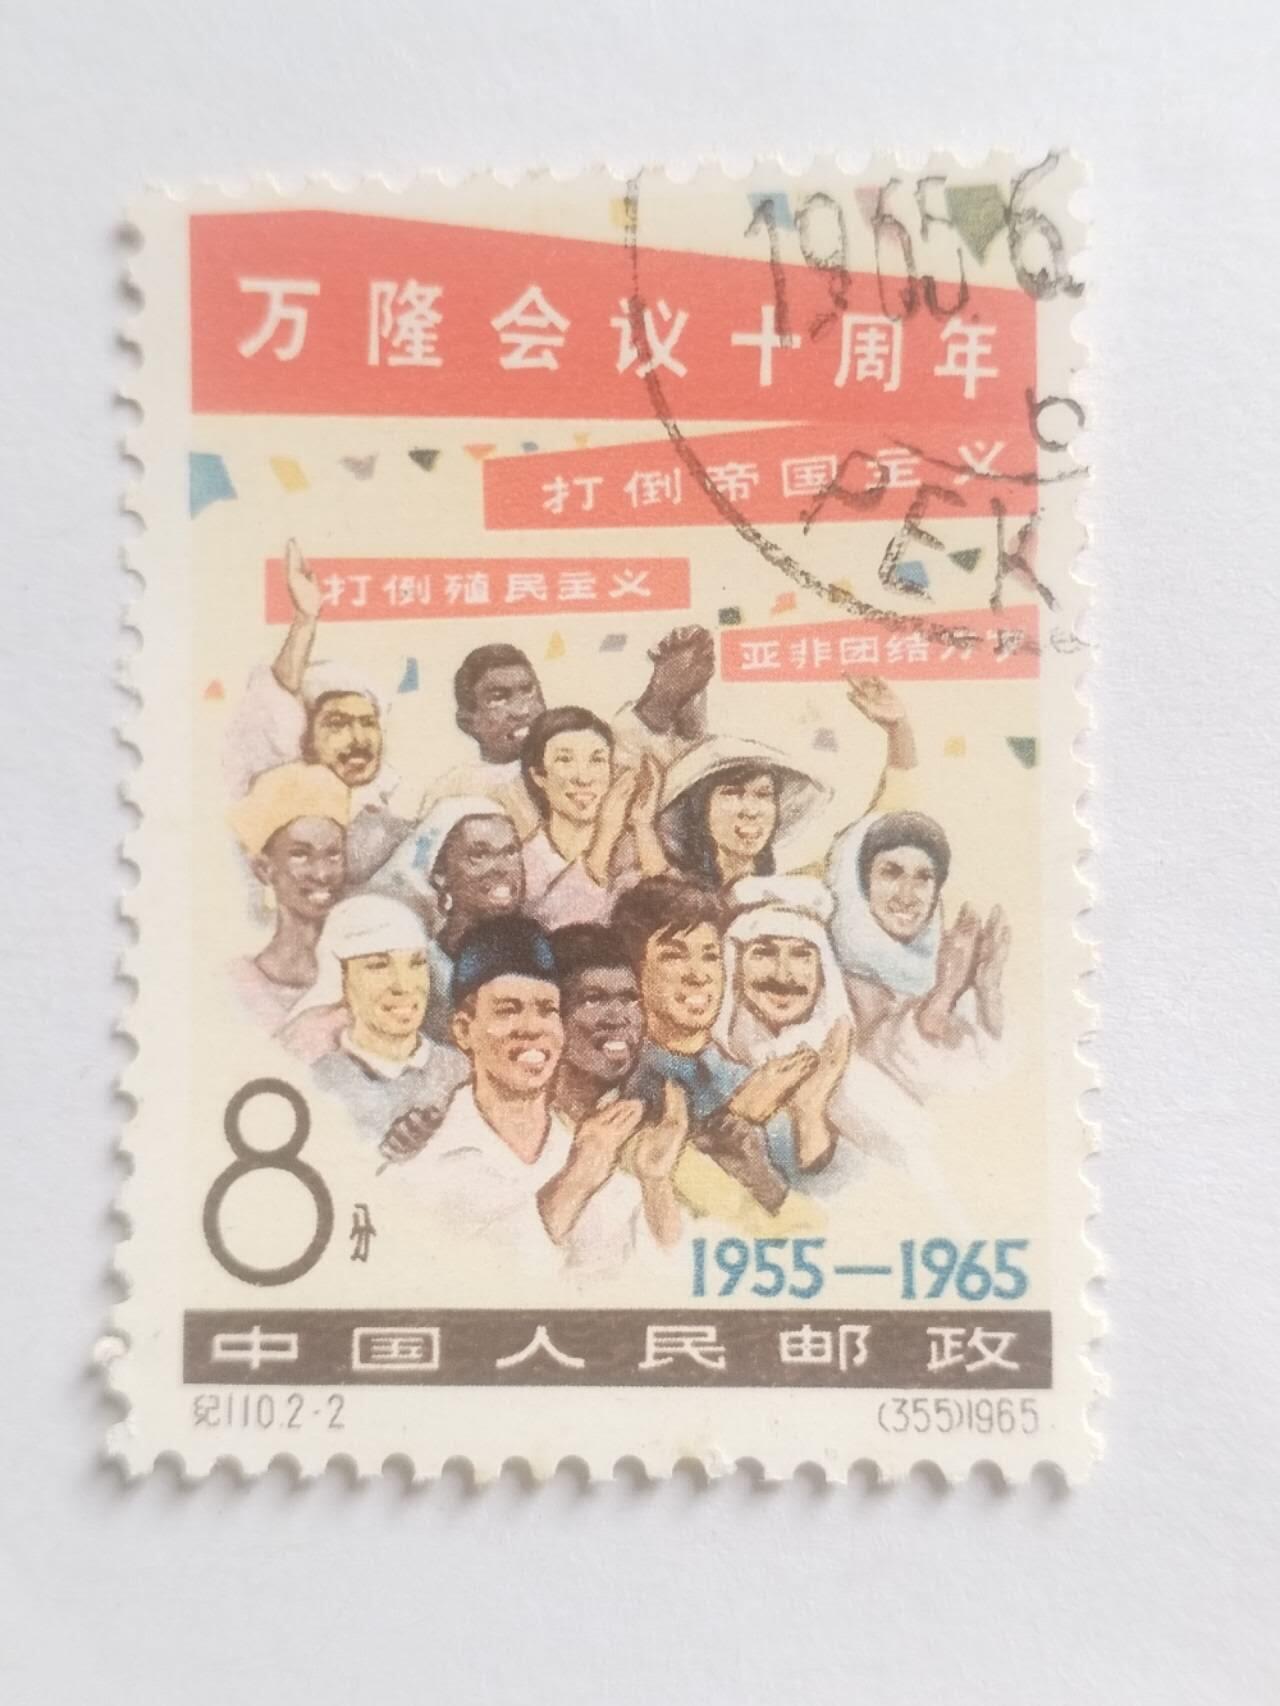 1965.6
万隆会议十周年
打倒帝国主义
PEK
打倒殖民主义
亚非团结万岁
8分
1955—1965
中国人民邮政
纪110.2-2
(355)1965